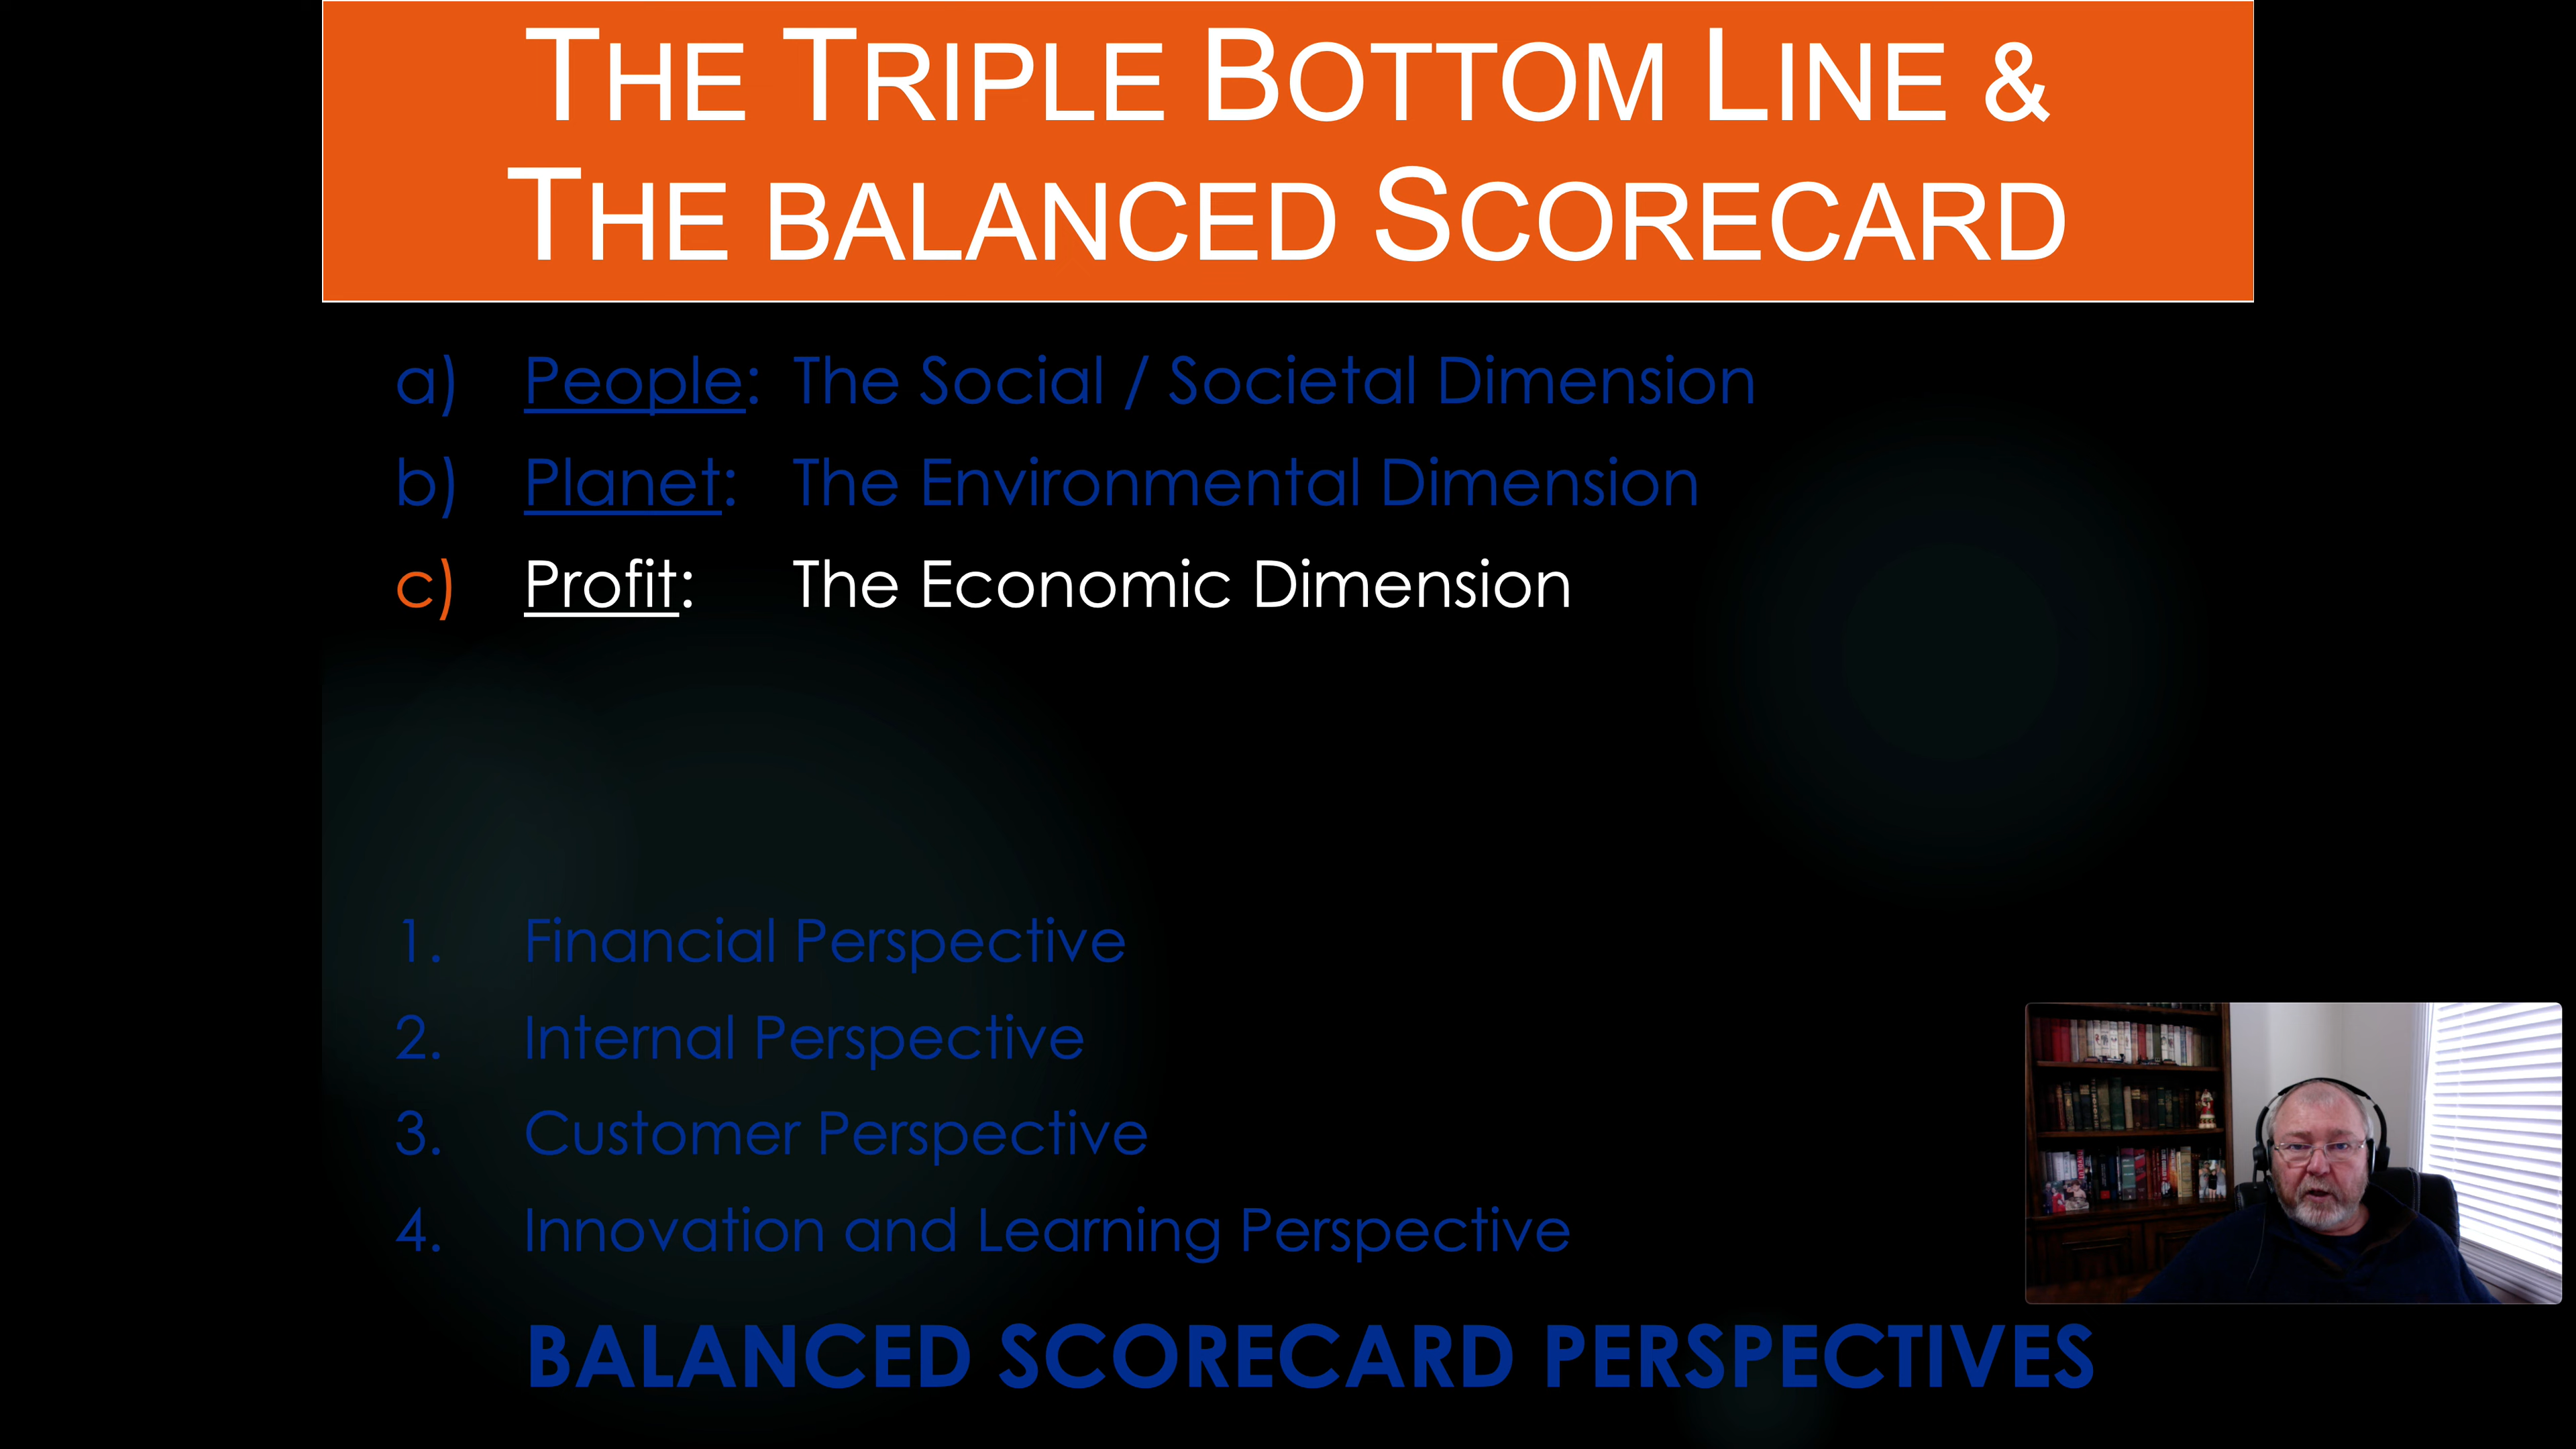 THE TRIPLE BOTTOM LINE &
THE BALANCED SCORECARD
a) People: The Social / Societal Dimension
b) Planet: The Environmental Dimension
c) Profit: The Economic Dimension
1. Financial Perspective
2. Internal Perspective
3. Customer Perspective
4. Innovation and Learning Perspective
BALANCED SCORECARD PERSPECTIVES